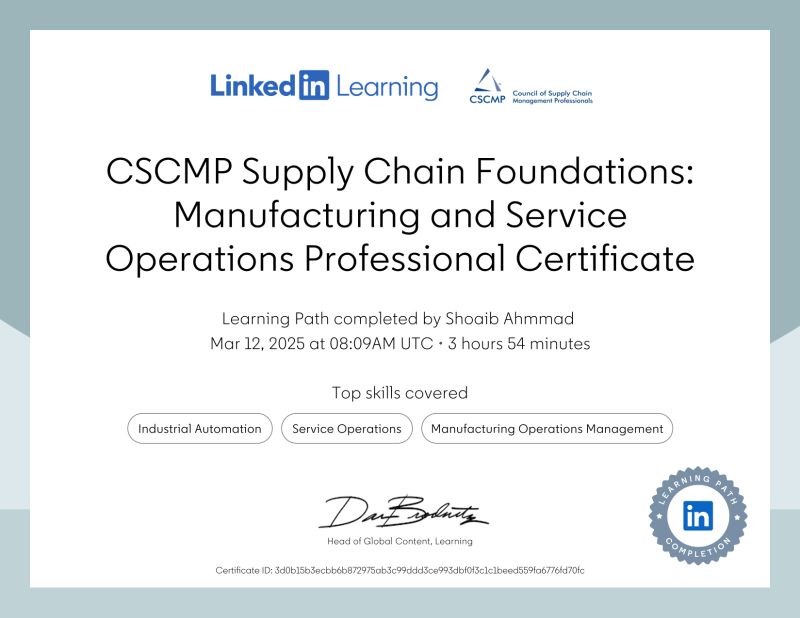 LinkedIn Learning
CSCMP
Council of Supply Chain
Management Professionals
CSCMP Supply Chain Foundations:
Manufacturing and Service
Operations Professional Certificate
Learning Path completed by Shoaib Ahmmad
Mar 12, 2025 at 08:09AM UTC • 3 hours 54 minutes
Top skills covered
Industrial Automation
Service Operations
Manufacturing Operations Management
Head of Global Content, Learning
LEARNING PATH
in
COMPLETION
Certificate ID: 3d0b15b3ecbb6b872975ab3c99ddd3ce993dbf0f3c1c1beed559fa6776fd70fc